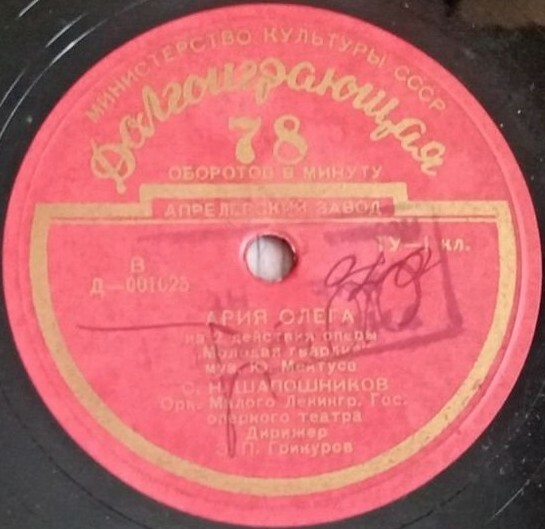 МИНИСТЕРСТВО КУЛЬТУРЫ СССР
Долгоиграющая
78
ОБОРОТОВ В МИНУТУ
АПРЕЛЕВСКИЙ ЗАВОД
ТУ—1 кл.
В
Д—001025
АРИЯ ОЛЕГА
из 2 действия оперы
„Молодая гвардия"
муз. Ю. Мейтуса
С. Н. ШАПОШНИКОВ
Орк. Малого Ленингр. Гос.
оперного театра
Дирижер
Э. П. Грикуров